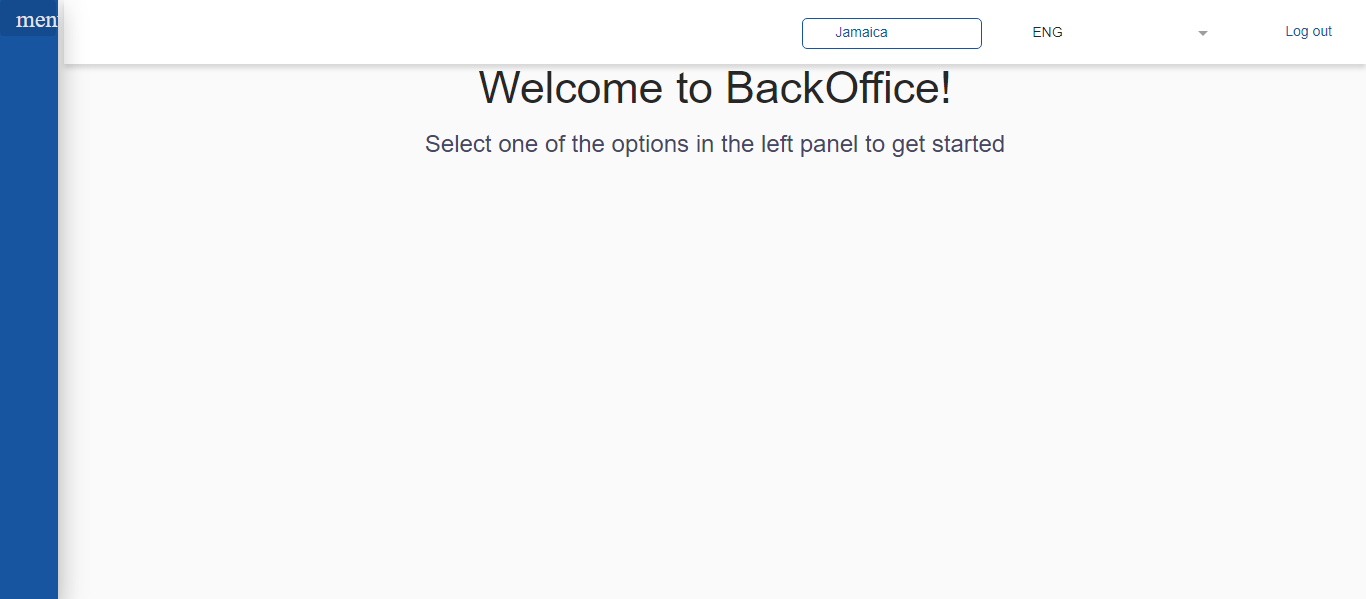 men
Jamaica
ENG
Log out
Welcome to BackOffice!
Select one of the options in the left panel to get started